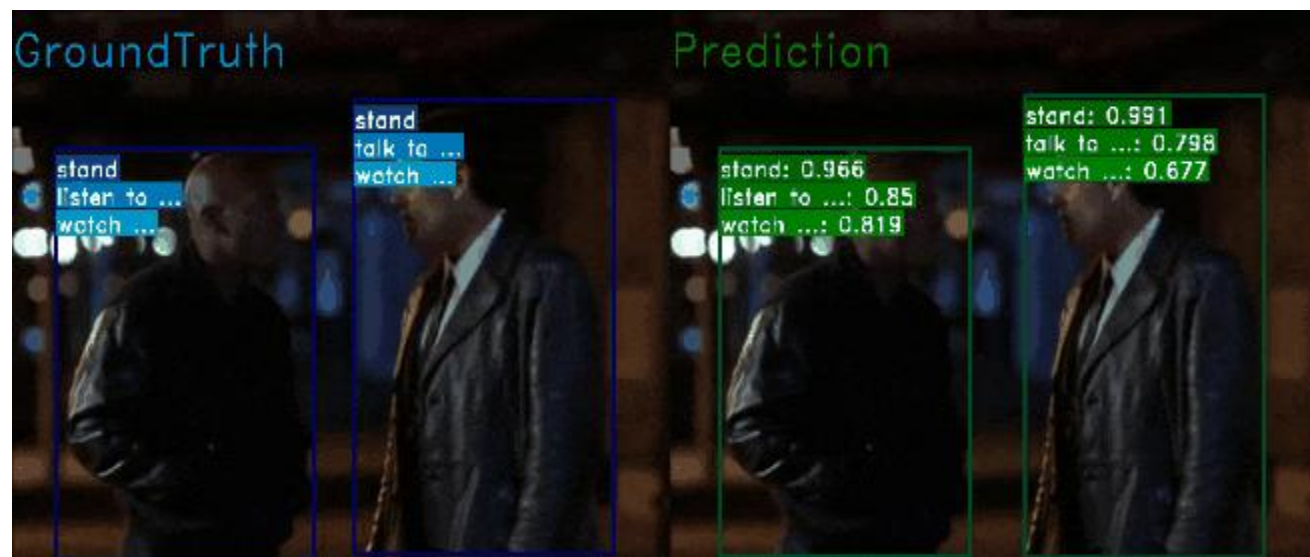 GroundTruth
stand
listen to ...
watch ...
stand
talk to ...
watch ...
Prediction
stand: 0.966
listen to ...: 0.85
watch ...: 0.819
stand: 0.991
talk to ...: 0.798
watch ...: 0.677